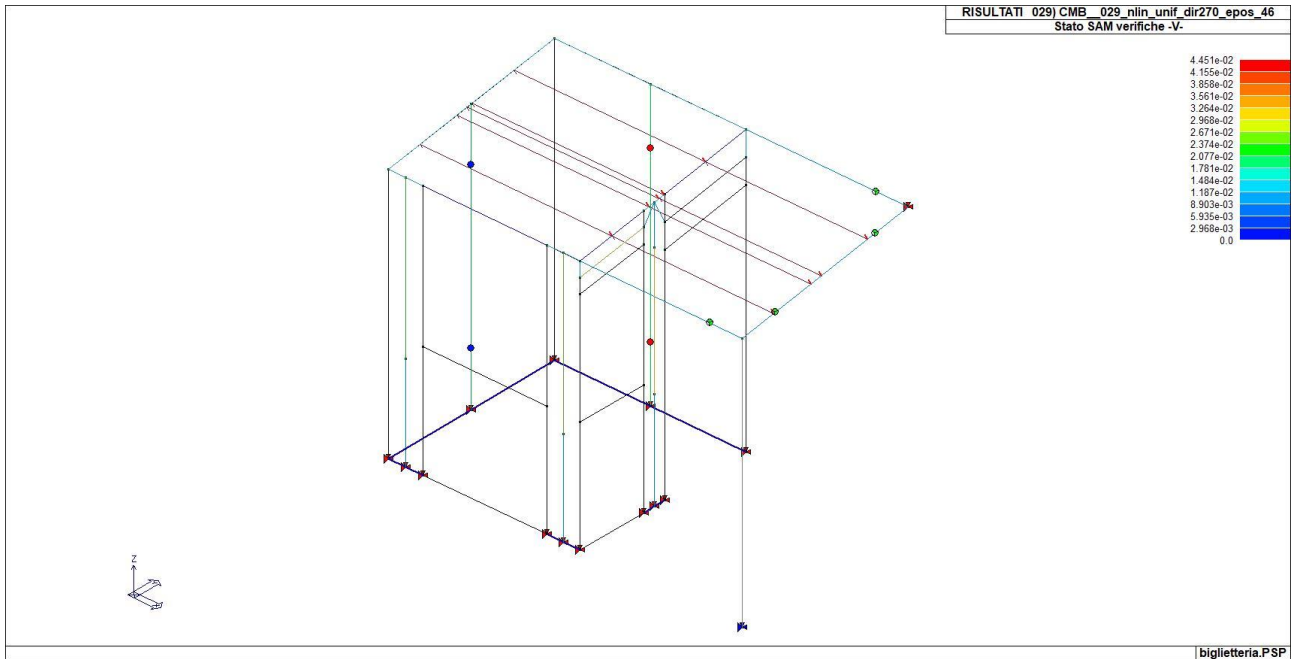 RISULTATI 029) CMB__029_nlin_unif_dir270_epos_46
Stato SAM verifiche -V-
4.451e-02
4.155e-02
3.858e-02
3.561e-02
3.264e-02
2.968e-02
2.671e-02
2.374e-02
2.077e-02
1.781e-02
1.484e-02
1.187e-02
8.903e-03
5.935e-03
2.968e-03
0.0
Z
biglietteria.PSP